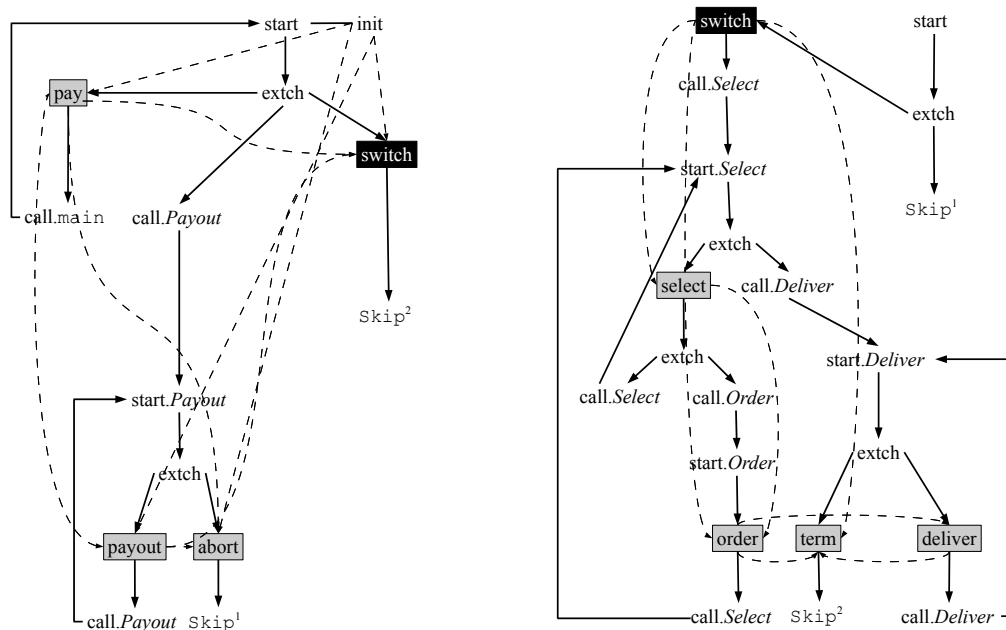 start
init
pay
extch
switch
call.main
call.Payout
Skip2
start.Payout
extch
payout
abort
call.Payout
Skip1
switch
start
call.Select
extch
start.Select
Skip1
extch
select
call.Deliver
extch
start.Deliver
call.Select
call.Order
start.Order
extch
order
term
deliver
call.Select
Skip2
call.Deliver